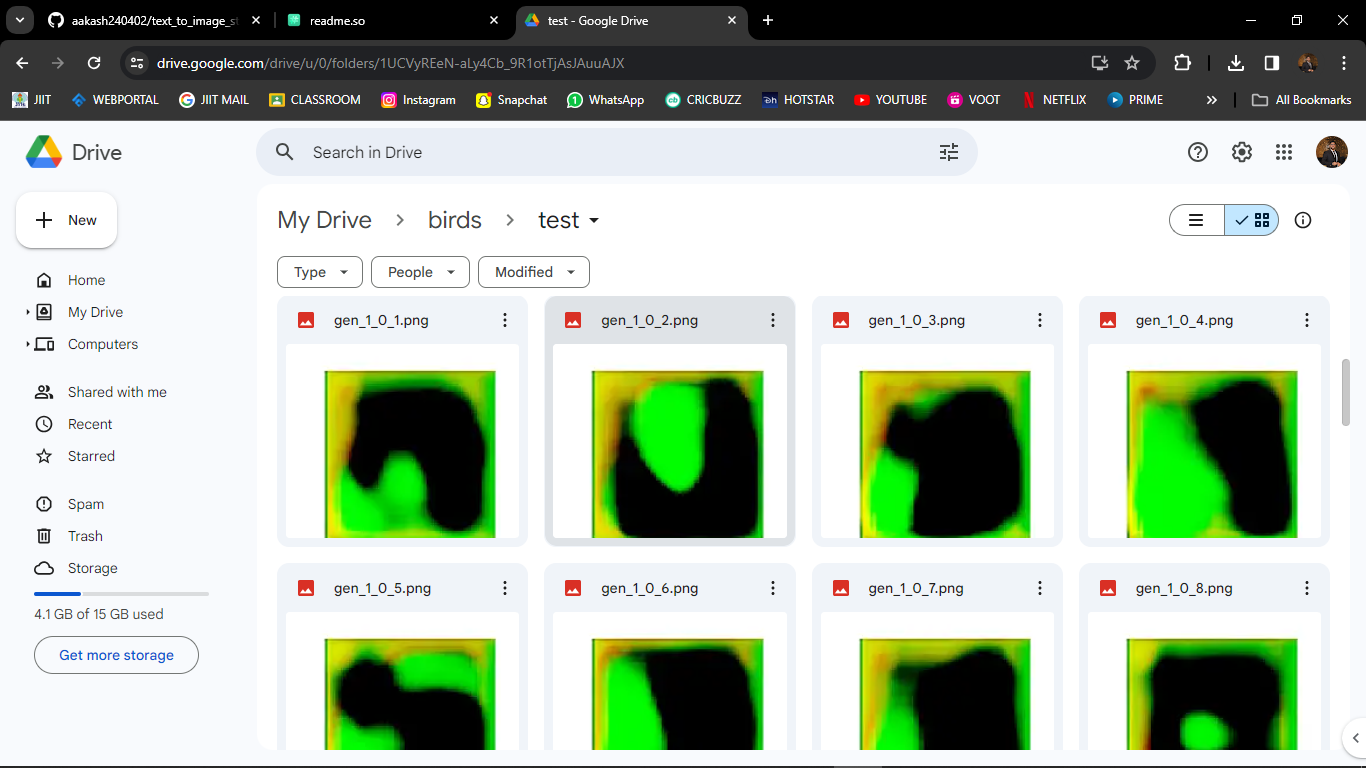 aakash240402/text_to_image_s
readme.so
test - Google Drive
drive.google.com/drive/u/0/folders/1UCVyREeN-aLy4Cb_9R1otTjAsJAuuAJX
JIIT WEBPORTAL JIIT MAIL CLASSROOM Instagram Snapchat WhatsApp CRICBUZZ HOTSTAR YOUTUBE VOOT NETFLIX PRIME » All Bookmarks
Drive
Search in Drive
New
My Drive > birds > test
Type People Modified
Home
My Drive
Computers
Shared with me
Recent
Starred
Spam
Trash
Storage
4.1 GB of 15 GB used
Get more storage
gen_1_0_1.png gen_1_0_2.png gen_1_0_3.png gen_1_0_4.png
gen_1_0_5.png gen_1_0_6.png gen_1_0_7.png gen_1_0_8.png